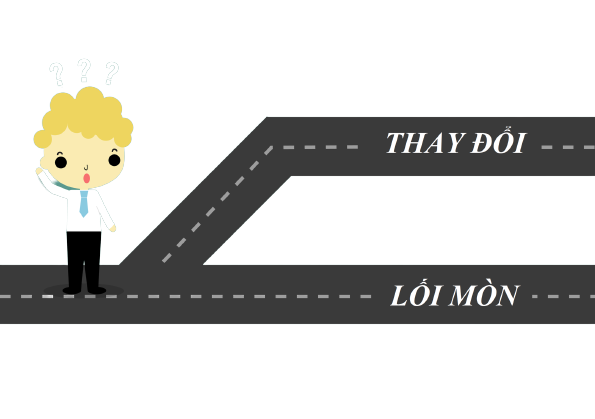 ? ? ?
THAY ĐỔI
LỐI MÒN